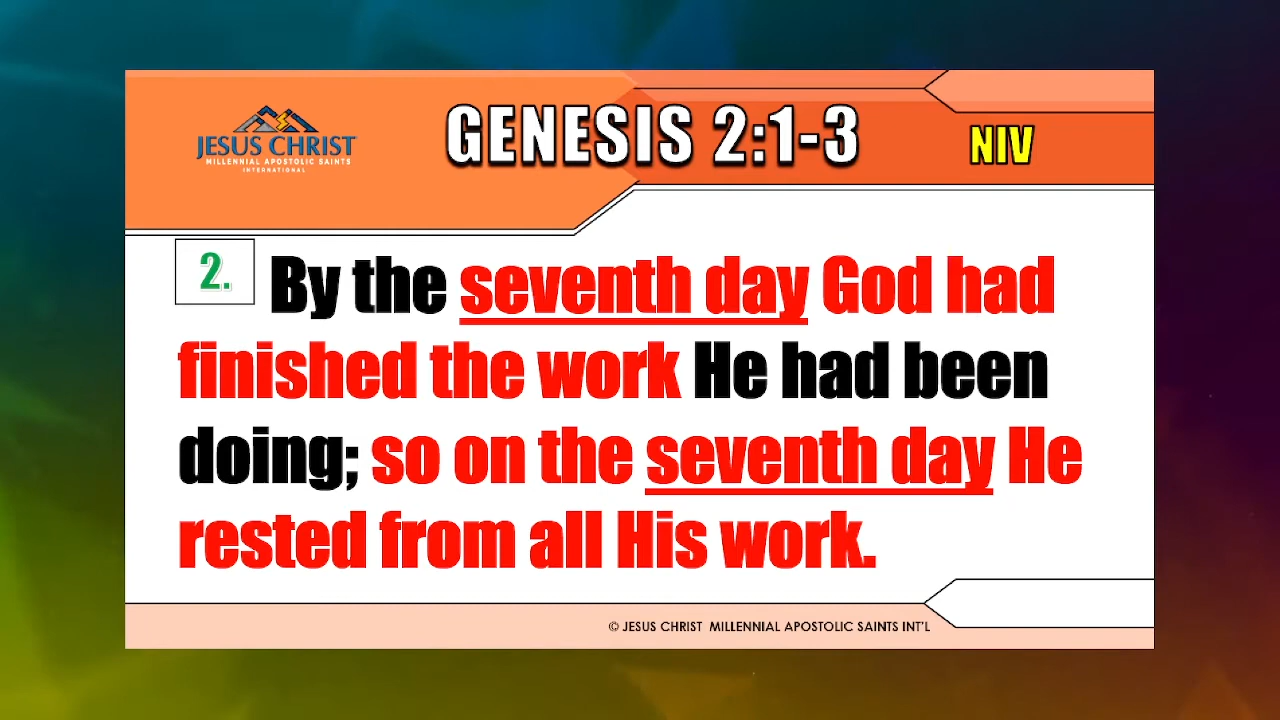 JESUS CHRIST
MILLENNIAL APOSTOLIC SAINTS
INTERNATIONAL
GENESIS 2:1-3
NIV
2. By the seventh day God had
finished the work He had been
doing; so on the seventh day He
rested from all His work.
© JESUS CHRIST MILLENNIAL APOSTOLIC SAINTS INT'L